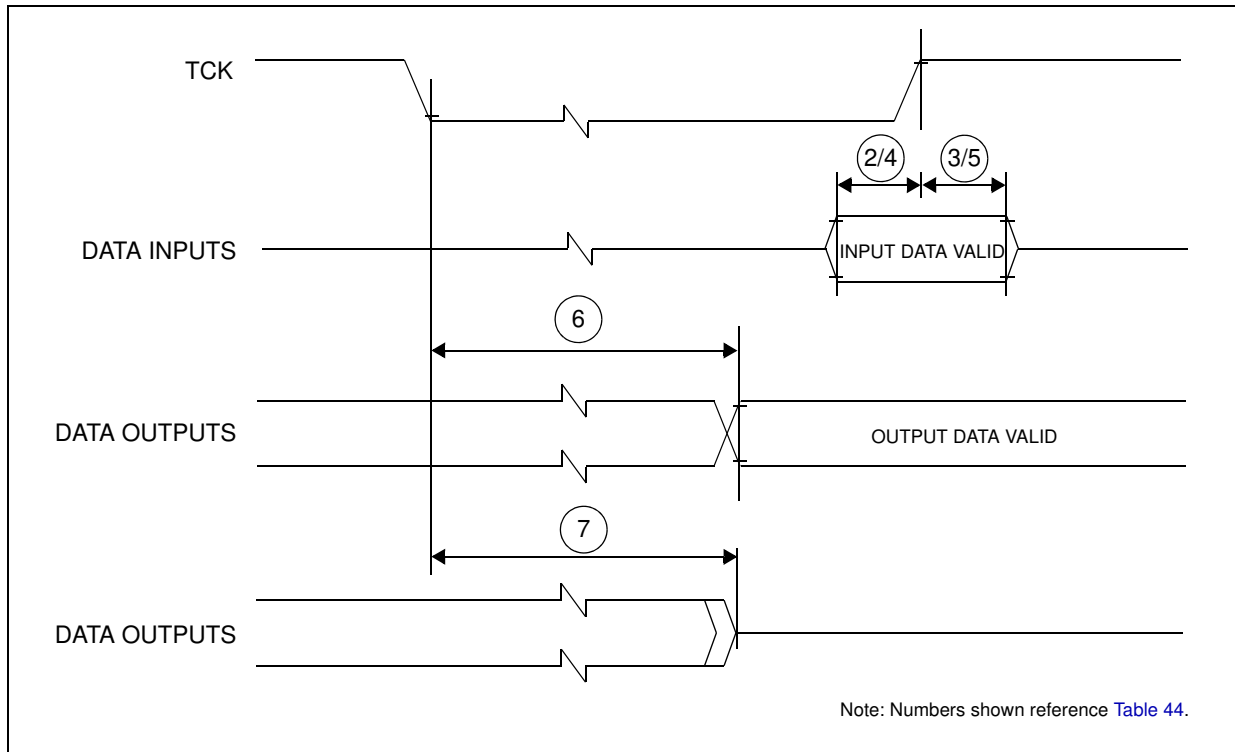 TCK
2/4
3/5
DATA INPUTS
INPUT DATA VALID
6
DATA OUTPUTS
OUTPUT DATA VALID
7
DATA OUTPUTS
Note: Numbers shown reference Table 44.